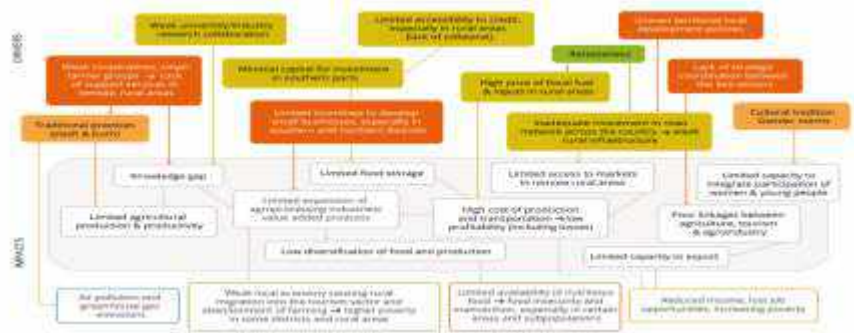 DRIVERS
Weak university/industry
research collaboration
Limited accessibility to credit,
especially in rural areas
(lack of collateral)
Uneven territorial
development policies
Remoteness
Weak cooperatives, small
farmer groups → Lack
of support services in
remote rural areas
Minimal capital for investment
in southern parts
High price of fossil fuel
& inputs in rural areas
Lack of strategic
coordination between
the key sectors
Traditional practices
(slash & burn)
Limited incentives to develop
small businesses, especially in
southern and northern districts
Inadequate investment in road
network across the country → weak
rural infrastructure
Cultural tradition
Gender norms
Knowledge gap
Limited food storage
Limited access to markets
in remote rural areas
Limited capacity to
integrate participation of
women & young people
Limited agricultural
production & productivity
Limited expansion of
agroprocessing industries
value added products
High cost of production
and transportation → low
profitability (including losses)
Poor linkages between
agriculture, tourism
& agroindustry
Low diversification of food and production
Limited capacity to export
IMPACTS
Air pollution and
greenhouse gas
emissions
Weak local economy causing rural
migration into the tourism sector and
abandonment of farming → higher poverty
in some districts and rural areas
Limited availability of nutritious
food → food insecurity and
malnutrition, especially in certain
areas and subpopulations
Reduced income, lost job
opportunities, increasing poverty